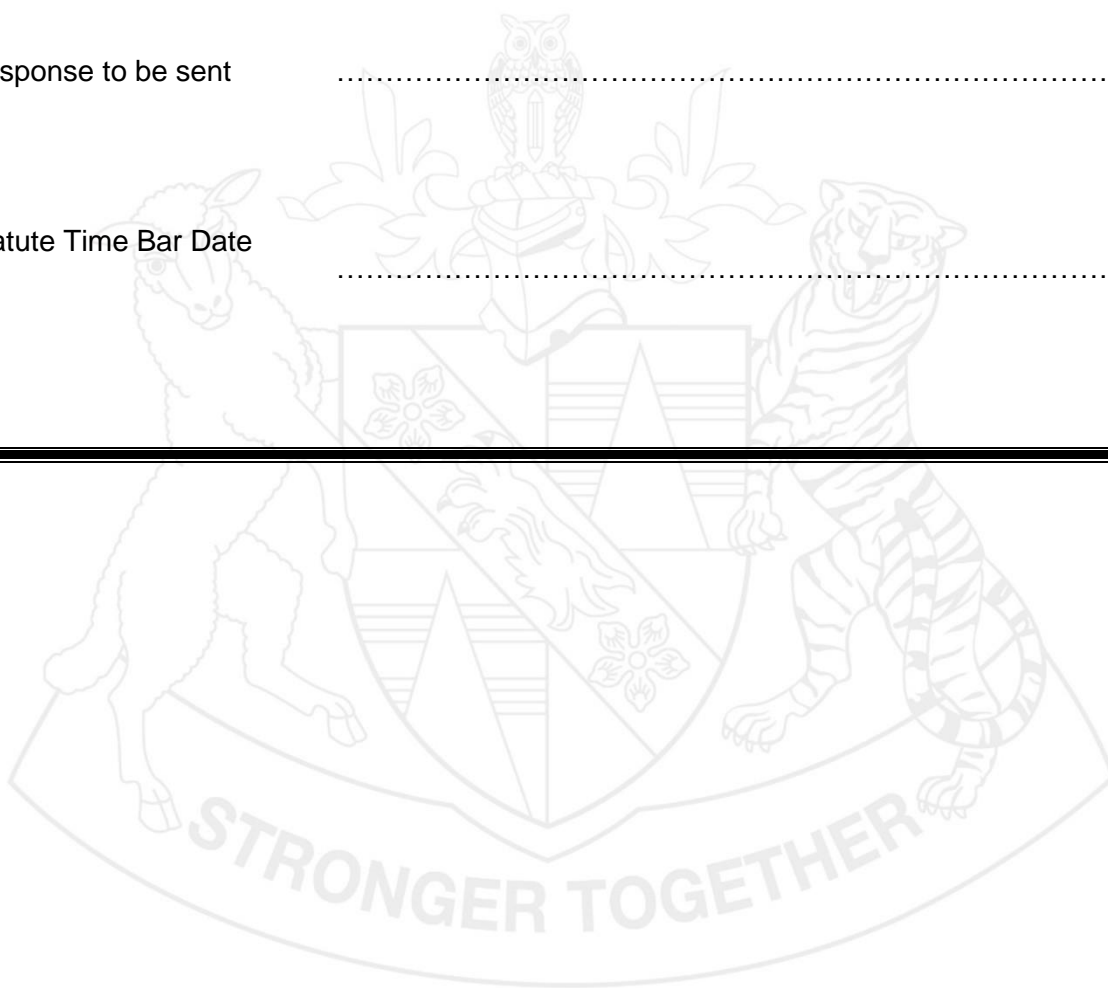 sponse to be sent ……………………………………………………………………
atute Time Bar Date
……………………………………………………………………
STRONGER TOGETHER